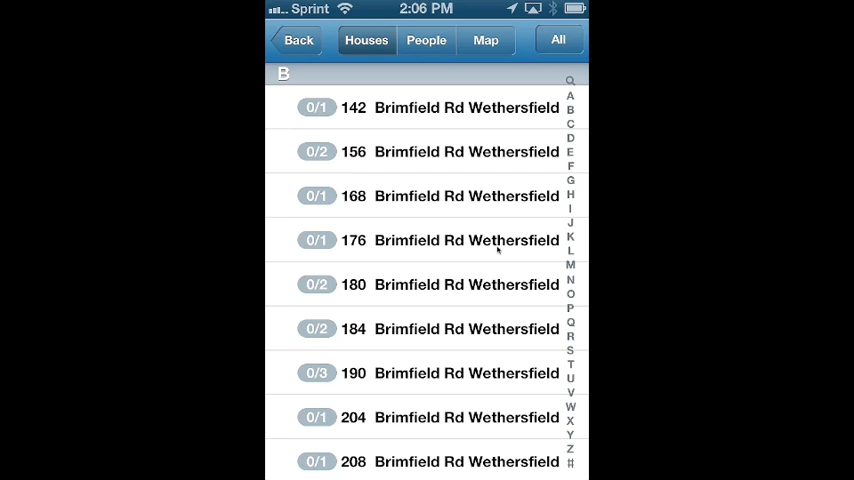 Sprint 2:06 PM
Back Houses People Map All
B
0/1 142 Brimfield Rd Wethersfield
0/2 156 Brimfield Rd Wethersfield
0/1 168 Brimfield Rd Wethersfield
0/1 176 Brimfield Rd Wethersfield
0/2 180 Brimfield Rd Wethersfield
0/2 184 Brimfield Rd Wethersfield
0/3 190 Brimfield Rd Wethersfield
0/1 204 Brimfield Rd Wethersfield
0/1 208 Brimfield Rd Wethersfield
A
B
C
D
E
F
G
H
I
J
K
L
M
N
O
P
Q
R
S
T
U
V
W
X
Y
Z
#